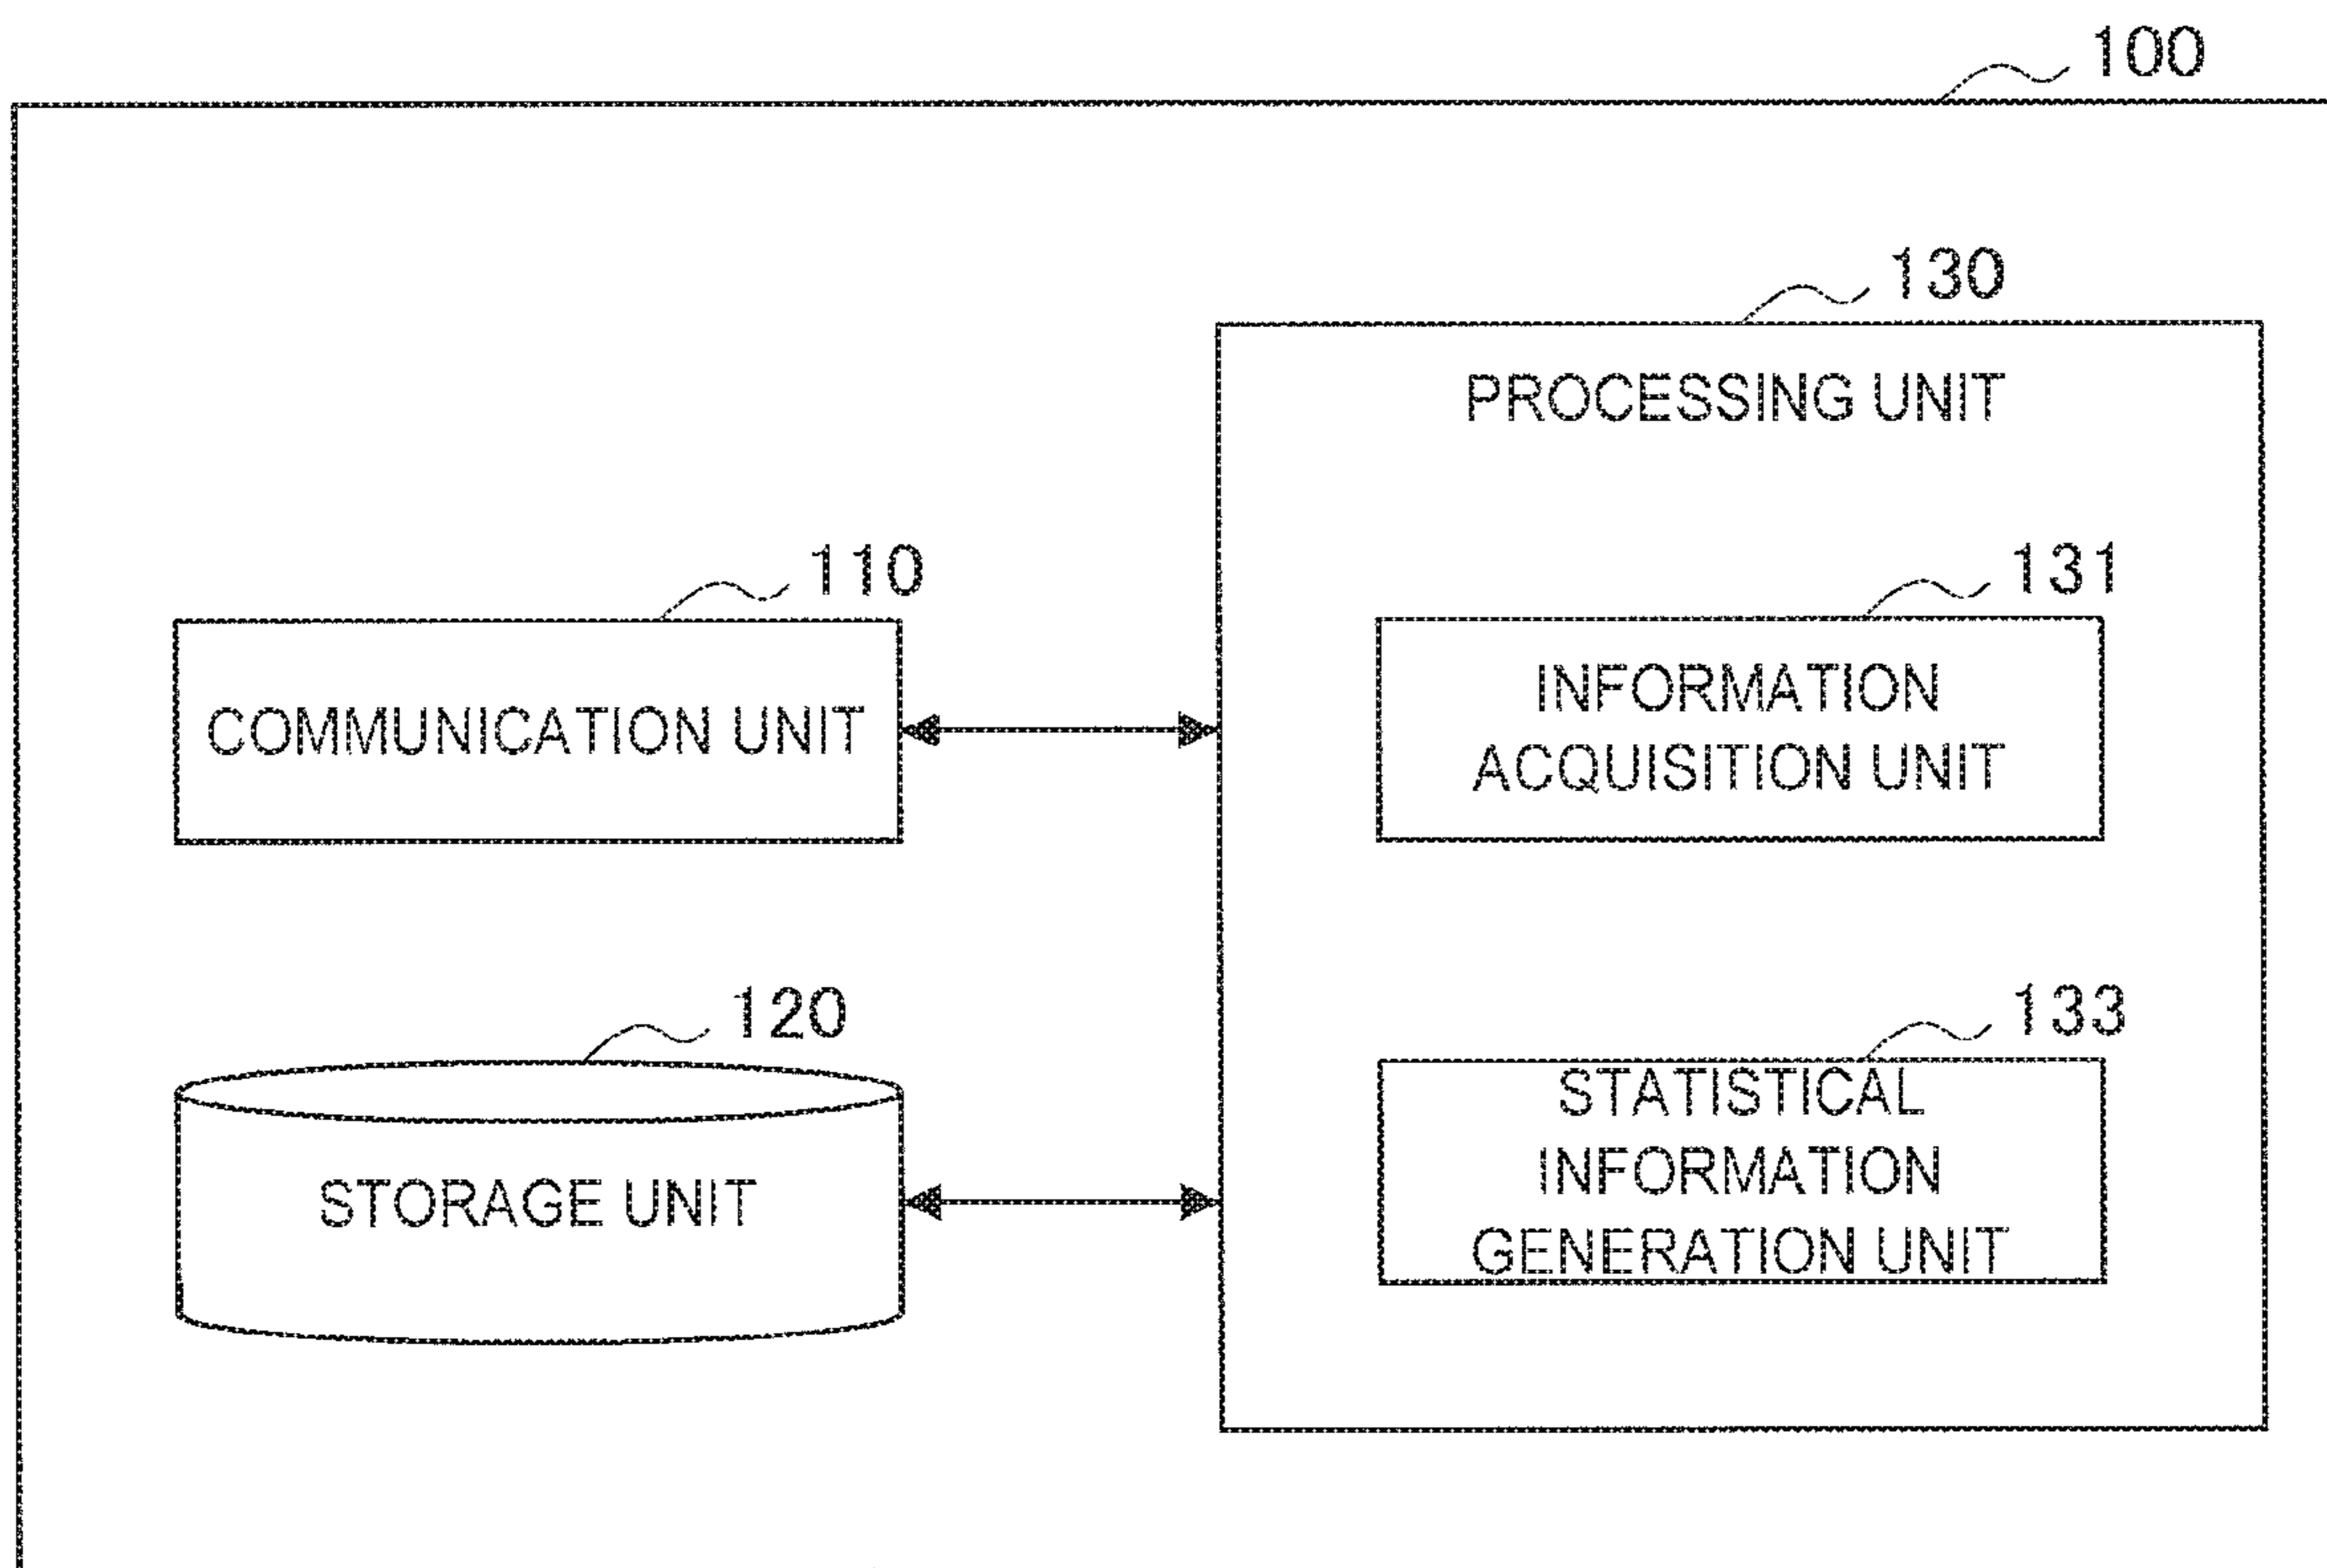 100
130
PROCESSING UNIT
110
COMMUNICATION UNIT
131
INFORMATION
ACQUISITION UNIT
120
STORAGE UNIT
133
STATISTICAL
INFORMATION
GENERATION UNIT